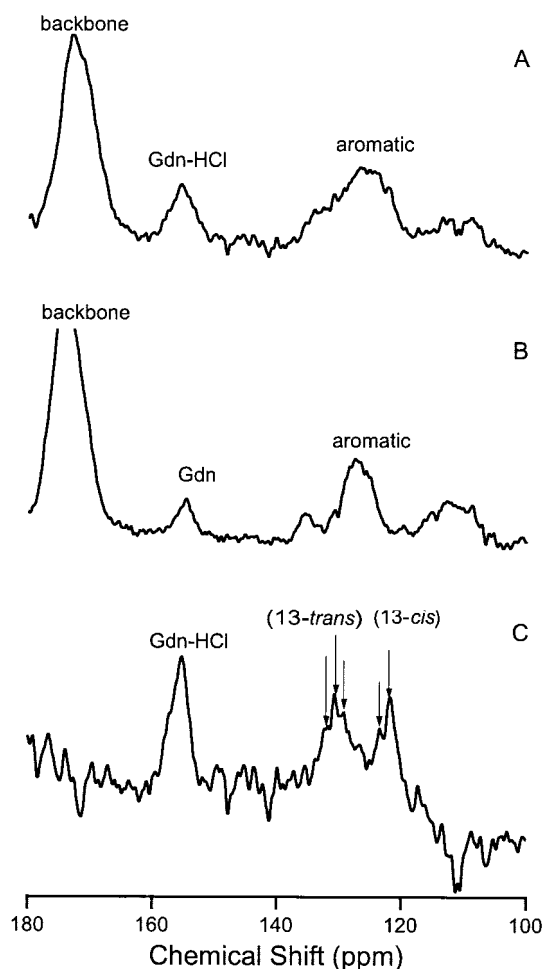 backbone
A
Gdn-HCl
aromatic
backbone
B
Gdn
aromatic
(13-trans) (13-cis)
C
Gdn-HCl
180 160 140 120 100
Chemical Shift (ppm)